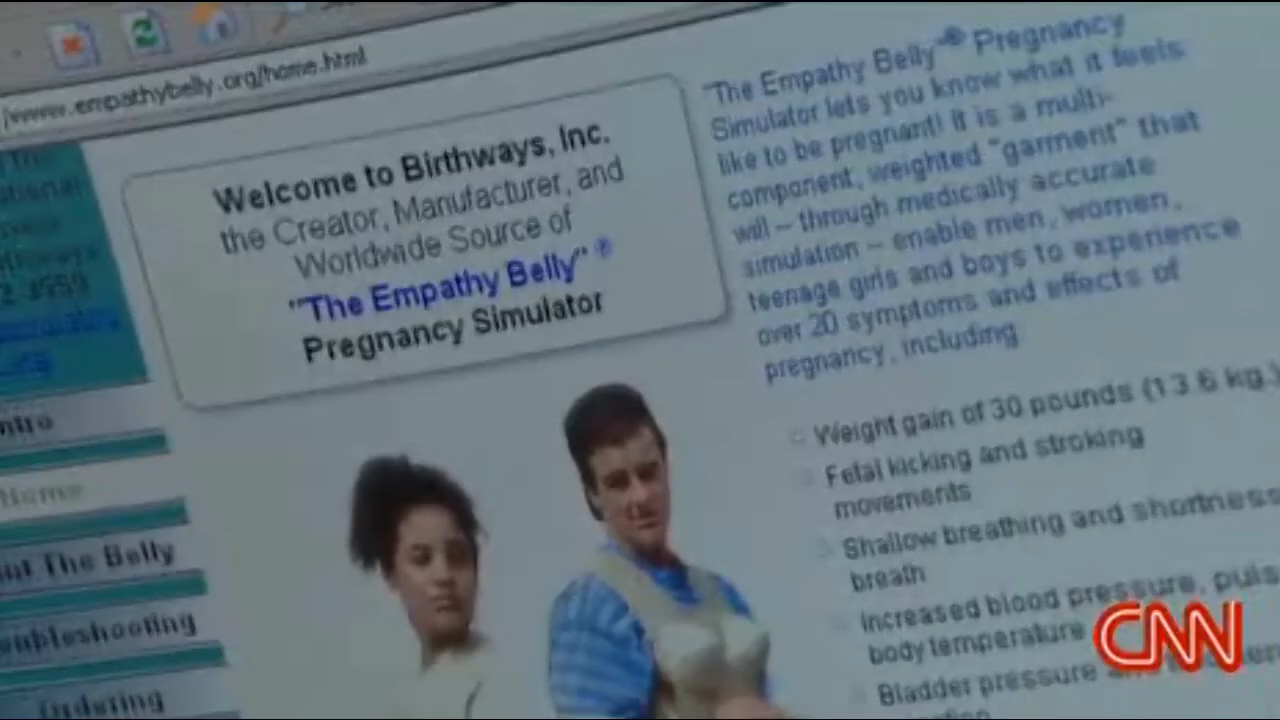 /www.empathybelly.org/home.html
Welcome to Birthways, Inc.
the Creator, Manufacturer, and
Worldwide Source of
"The Empathy Belly" ®
Pregnancy Simulator
"The Empathy Belly"® Pregnancy
Simulator lets you know what it feels
like to be pregnant! It is a multi-
component, weighted "garment" that
will – through medically accurate
simulation – enable men, women,
teenage girls and boys to experience
over 20 symptoms and effects of
pregnancy, including
Weight gain of 30 pounds (13.6 kg.)
Fetal kicking and stroking
movements
Shallow breathing and shortness
breath
Increased blood pressure, puls
body temperature
Bladder pressure
3959
ntro
Home
ut The Belly
ubleshooting
Ordering
CNN